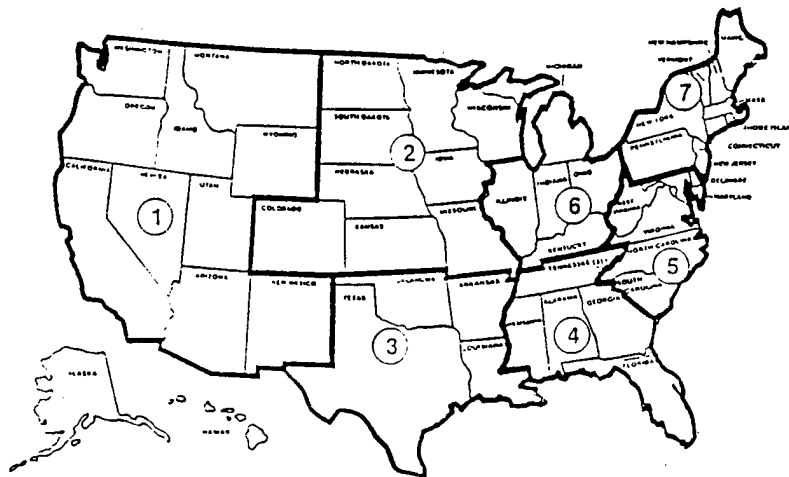 WASHINGTON
MONTANA
NORTH DAKOTA
MINNESOTA
MICHIGAN
NEW HAMPSHIRE
VERMONT
MAINE
OREGON
IDAHO
WYOMING
SOUTH DAKOTA
WISCONSIN
7
MASS
NEW YORK
RHODE ISLAND
CONNECTICUT
PENNSYLVANIA
NEW JERSEY
DELAWARE
MARYLAND
CALIFORNIA
NEVADA
UTAH
NEBRASKA
2
IOWA
INDIANA
OHIO
1
COLORADO
KANSAS
MISSOURI
ILLINOIS
6
WEST
VIRGINIA
VIRGINIA
KENTUCKY
NORTH CAROLINA
TENNESSEE
5
ARIZONA
NEW MEXICO
TEXAS
OKLAHOMA
ARKANSAS
SOUTH
CAROLINA
ALABAMA
GEORGIA
3
4
LOUISIANA
FLORIDA
ALASKA
HAWAII